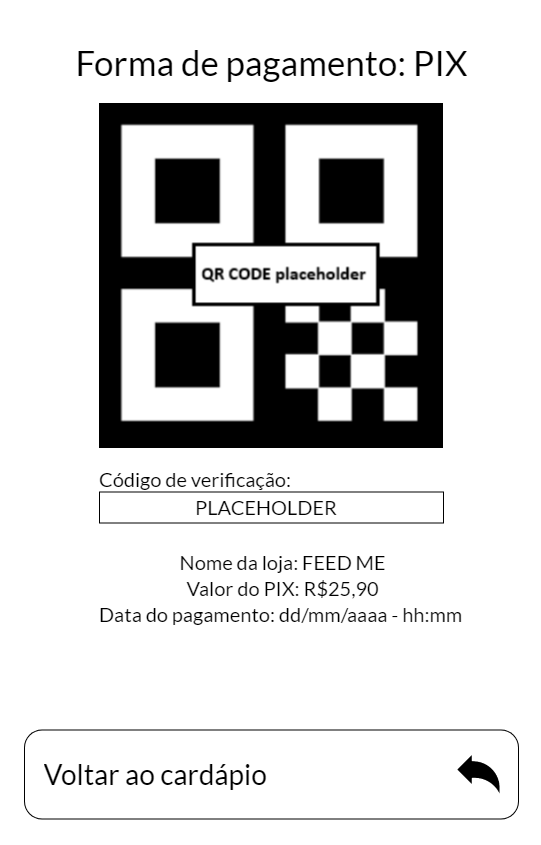 Forma de pagamento: PIX
QR CODE placeholder
Código de verificação:
PLACEHOLDER
Nome da loja: FEED ME
Valor do PIX: R$25,90
Data do pagamento: dd/mm/aaaa - hh:mm
Voltar ao cardápio